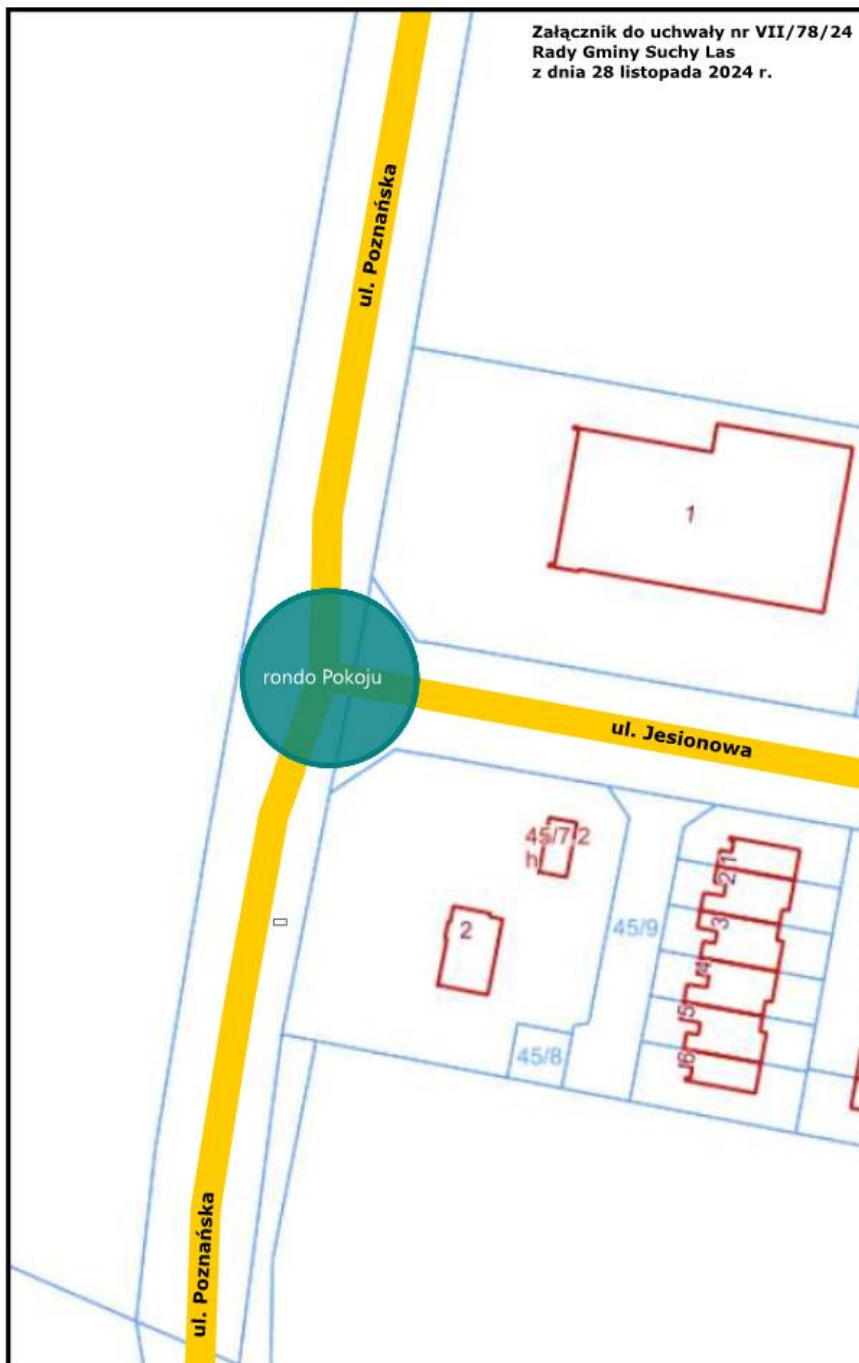 Załącznik do uchwały nr VII/78/24
Rady Gminy Suchy Las
z dnia 28 listopada 2024 r.
ul. Poznańska
1
rondo Pokoju
ul. Jesionowa
45/7 2
h
1
2
2
3
45/9
4
5
45/8
6
ul. Poznańska